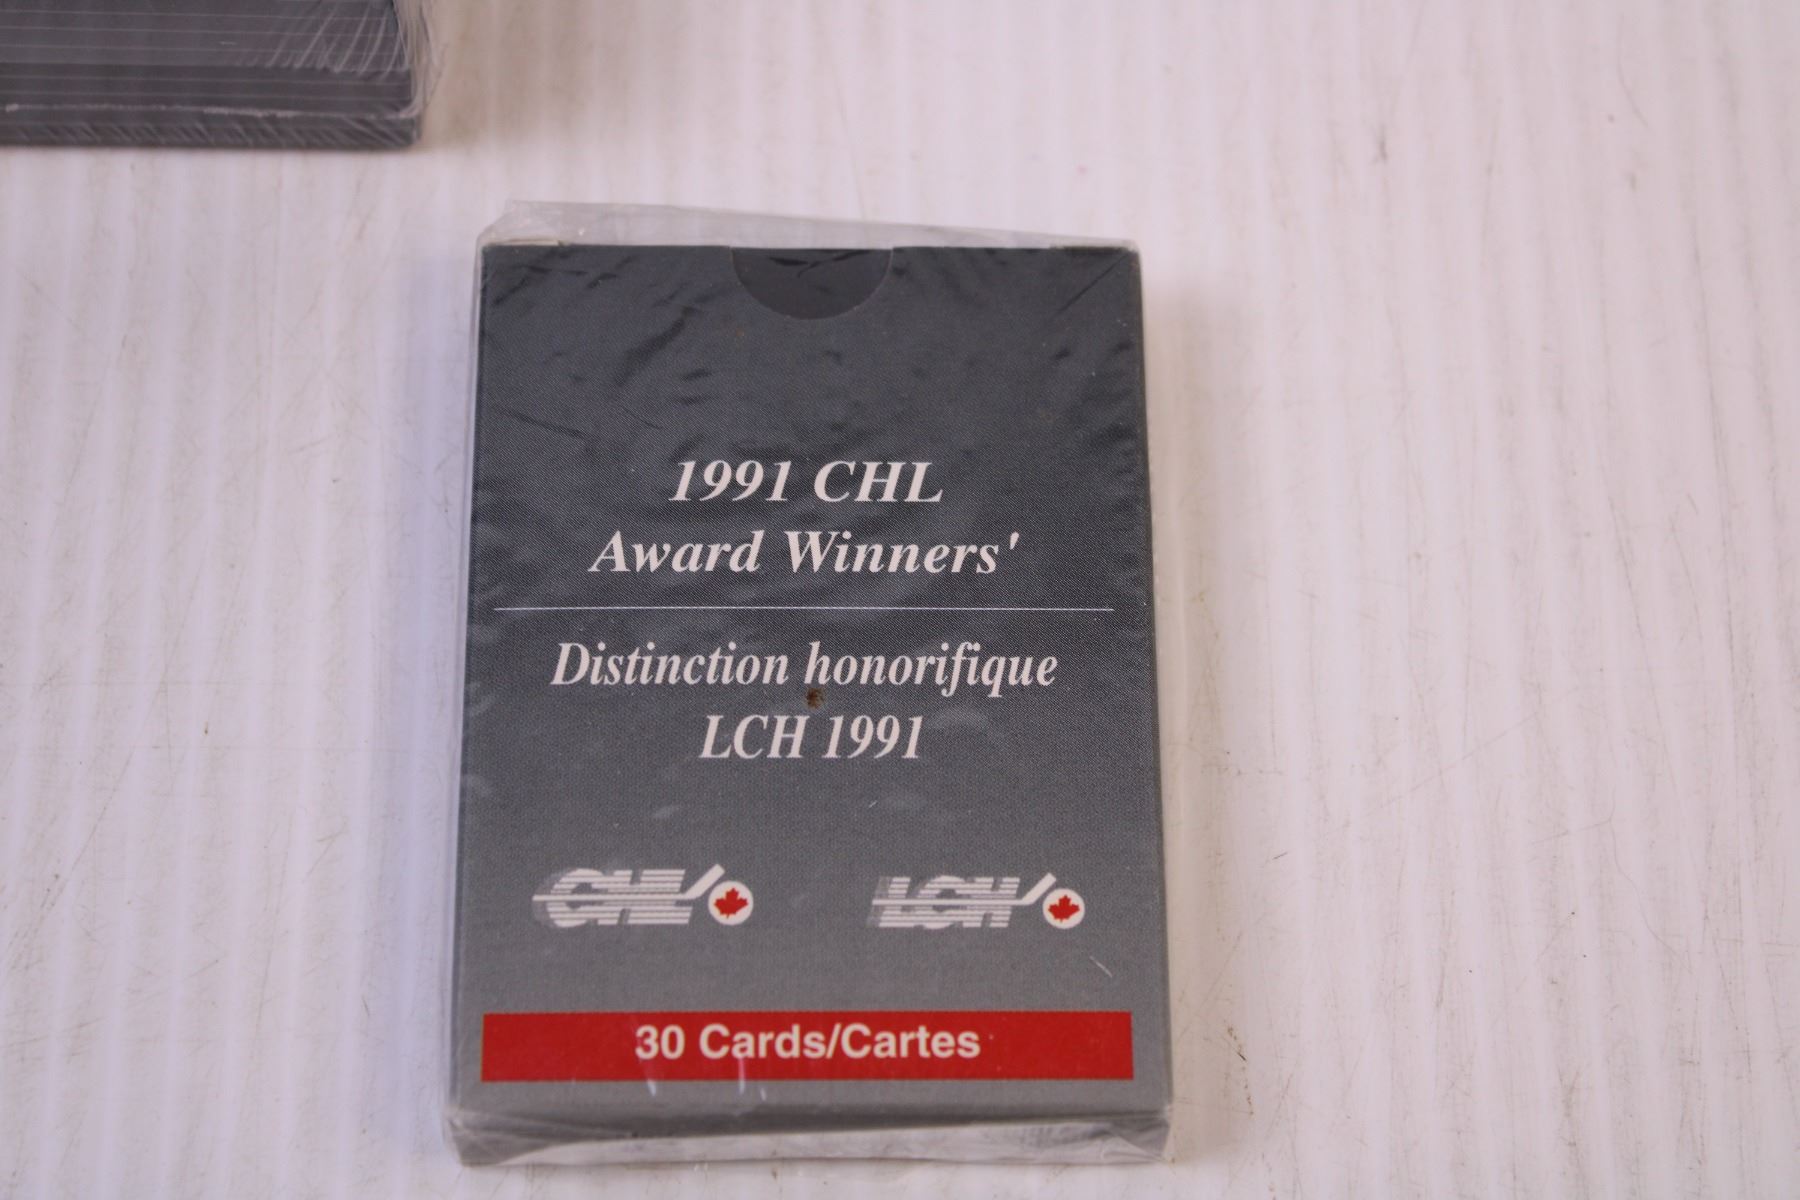 1991 CHL
Award Winners'
Distinction honorifique
LCH 1991
CHL
LCH
30 Cards/Cartes